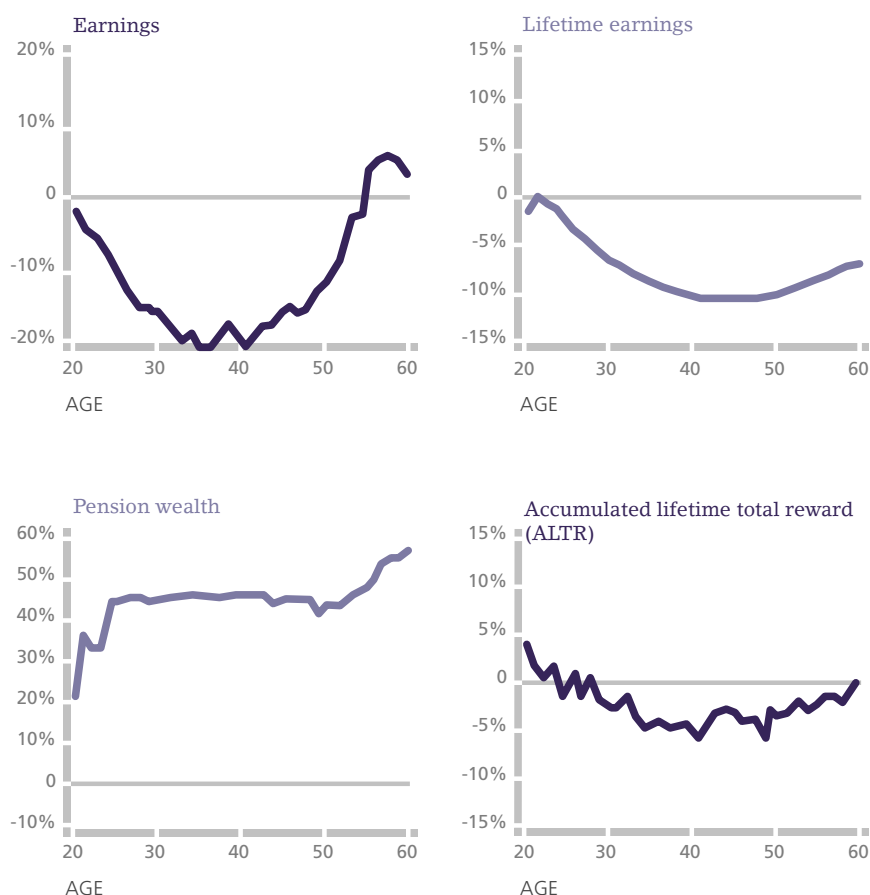 Earnings
20%
10%
0
-10%
-20%
20 30 40 50 60
AGE
Lifetime earnings
15%
10%
5%
0
-5%
-10%
-15%
20 30 40 50 60
AGE
Pension wealth
60%
50%
40%
30%
20%
10%
0
-10%
20 30 40 50 60
AGE
Accumulated lifetime total reward
(ALTR)
15%
10%
5%
0
-5%
-10%
-15%
20 30 40 50 60
AGE